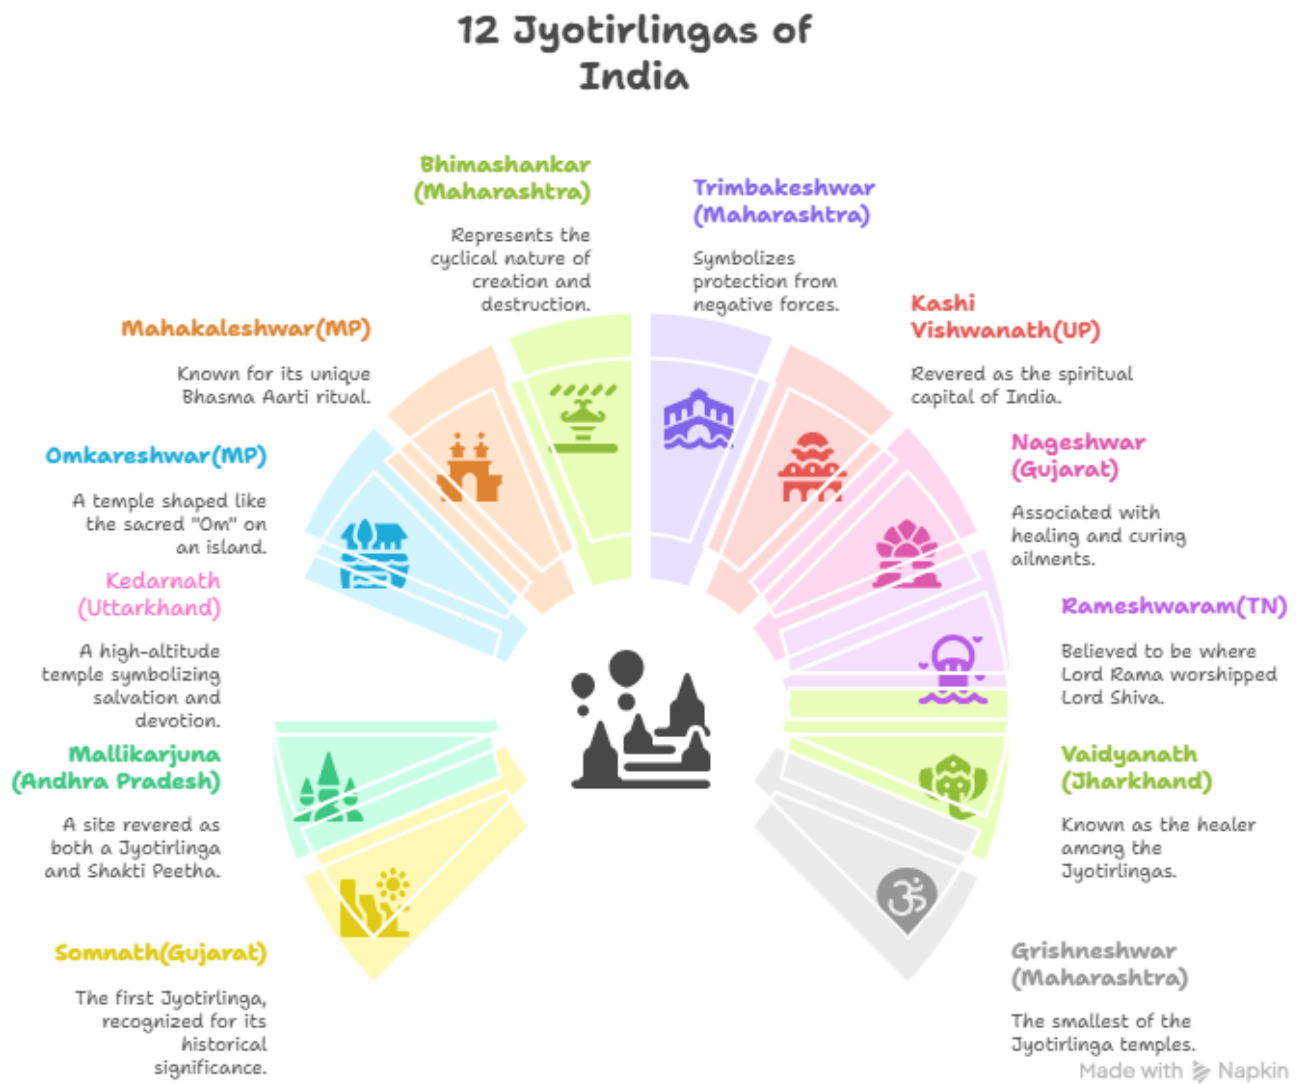 12 Jyotirlingas of
India
Bhimashankar
(Maharashtra)
Represents the
cyclical nature of
creation and
destruction.
Trimbakeshwar
(Maharashtra)
Symbolizes
protection from
negative forces.
Mahakaleshwar(MP)
Known for its unique
Bhasma Aarti ritual.
Kashi
Vishwanath(UP)
Revered as the spiritual
capital of India.
Omkareshwar(MP)
A temple shaped like
the sacred "Om" on
an island.
Nageshwar
(Gujarat)
Associated with
healing and curing
ailments.
Kedarnath
(Uttarkhand)
A high-altitude
temple symbolizing
salvation and
devotion.
Rameshwaram(TN)
Believed to be where
Lord Rama worshipped
Lord Shiva.
Mallikarjuna
(Andhra Pradesh)
A site revered as
both a Jyotirlinga
and Shakti Peetha.
Vaidyanath
(Jharkhand)
Known as the healer
among the
Jyotirlingas.
ॐ
Somnath(Gujarat)
The first Jyotirlinga,
recognized for its
historical
significance.
Grishneshwar
(Maharashtra)
The smallest of the
Jyotirlinga temples.
Made with Napkin